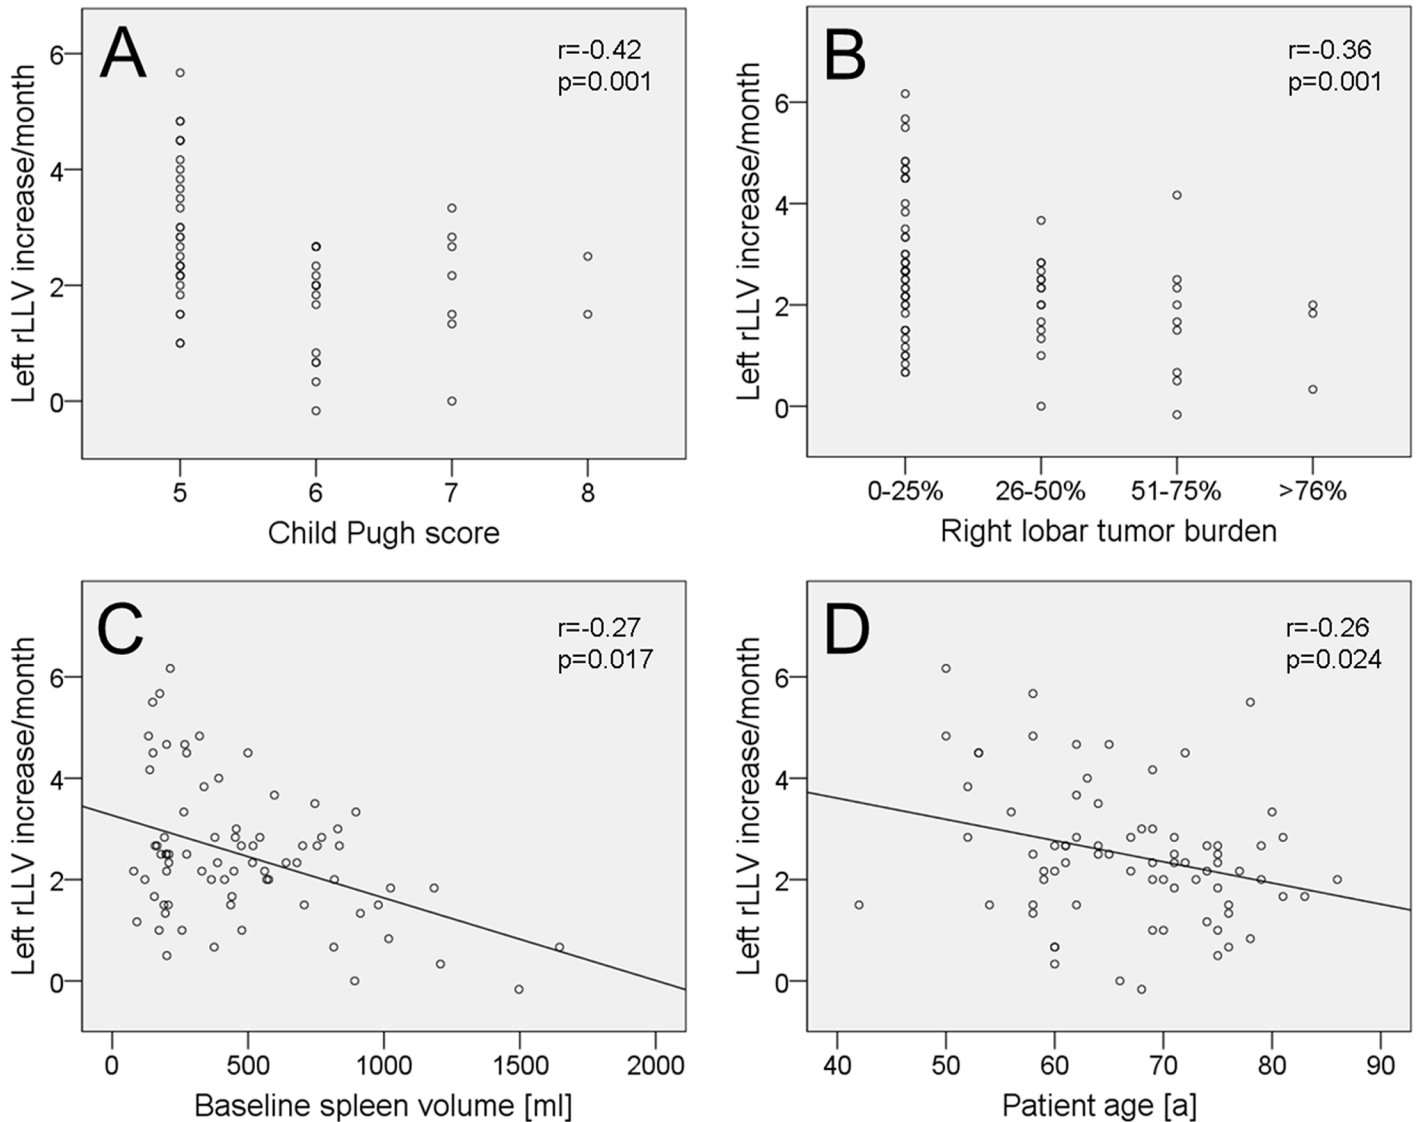 A
r=-0.42
p=0.001
Left rLLV increase/month
6
4
2
0
5 6 7 8
Child Pugh score
B
r=-0.36
p=0.001
Left rLLV increase/month
6
4
2
0
0-25% 26-50% 51-75% >76%
Right lobar tumor burden
C
r=-0.27
p=0.017
Left rLLV increase/month
6
4
2
0
0 500 1000 1500 2000
Baseline spleen volume [ml]
D
r=-0.26
p=0.024
Left rLLV increase/month
6
4
2
0
40 50 60 70 80 90
Patient age [a]